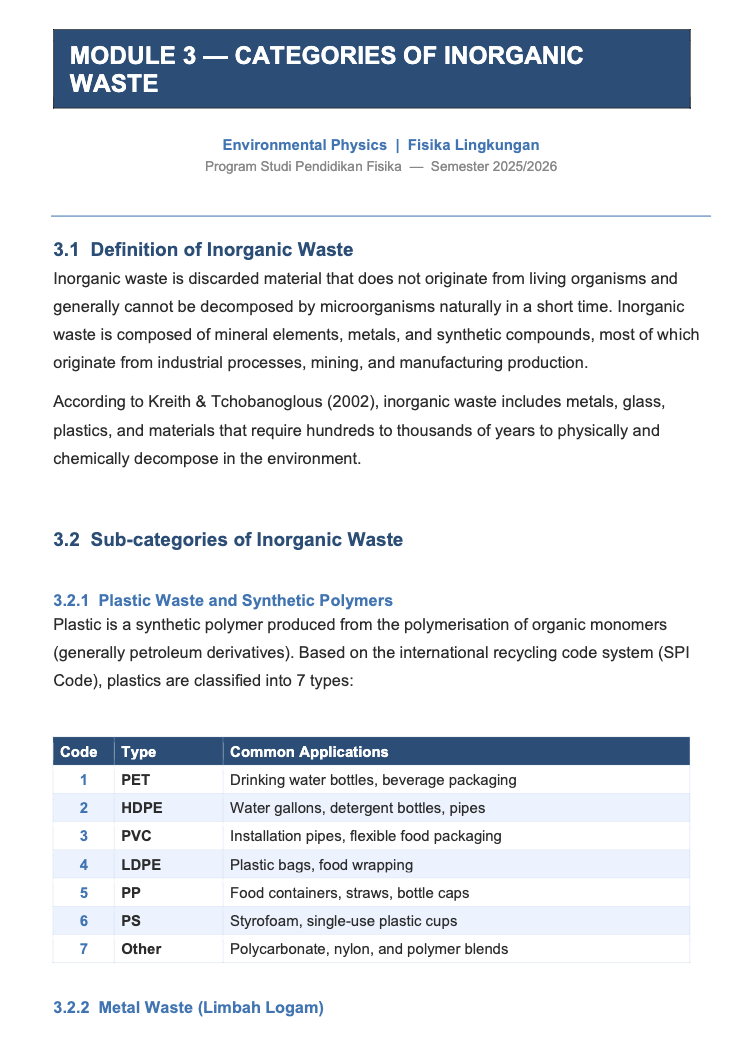 MODULE 3 — CATEGORIES OF INORGANIC
WASTE
Environmental Physics | Fisika Lingkungan
Program Studi Pendidikan Fisika — Semester 2025/2026
3.1 Definition of Inorganic Waste
Inorganic waste is discarded material that does not originate from living organisms and
generally cannot be decomposed by microorganisms naturally in a short time. Inorganic
waste is composed of mineral elements, metals, and synthetic compounds, most of which
originate from industrial processes, mining, and manufacturing production.
According to Kreith & Tchobanoglous (2002), inorganic waste includes metals, glass,
plastics, and materials that require hundreds to thousands of years to physically and
chemically decompose in the environment.
3.2 Sub-categories of Inorganic Waste
3.2.1 Plastic Waste and Synthetic Polymers
Plastic is a synthetic polymer produced from the polymerisation of organic monomers
(generally petroleum derivatives). Based on the international recycling code system (SPI
Code), plastics are classified into 7 types:
Code Type Common Applications
1 PET Drinking water bottles, beverage packaging
2 HDPE Water gallons, detergent bottles, pipes
3 PVC Installation pipes, flexible food packaging
4 LDPE Plastic bags, food wrapping
5 PP Food containers, straws, bottle caps
6 PS Styrofoam, single-use plastic cups
7 Other Polycarbonate, nylon, and polymer blends
3.2.2 Metal Waste (Limbah Logam)